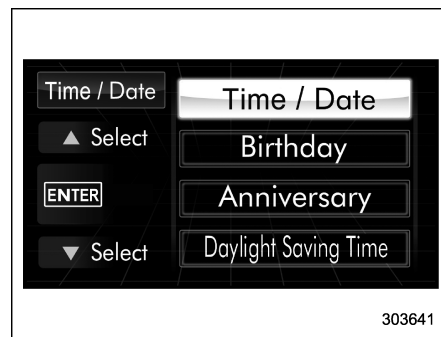 Time / Date
▲ Select
ENTER
▼ Select
Time / Date
Birthday
Anniversary
Daylight Saving Time
303641